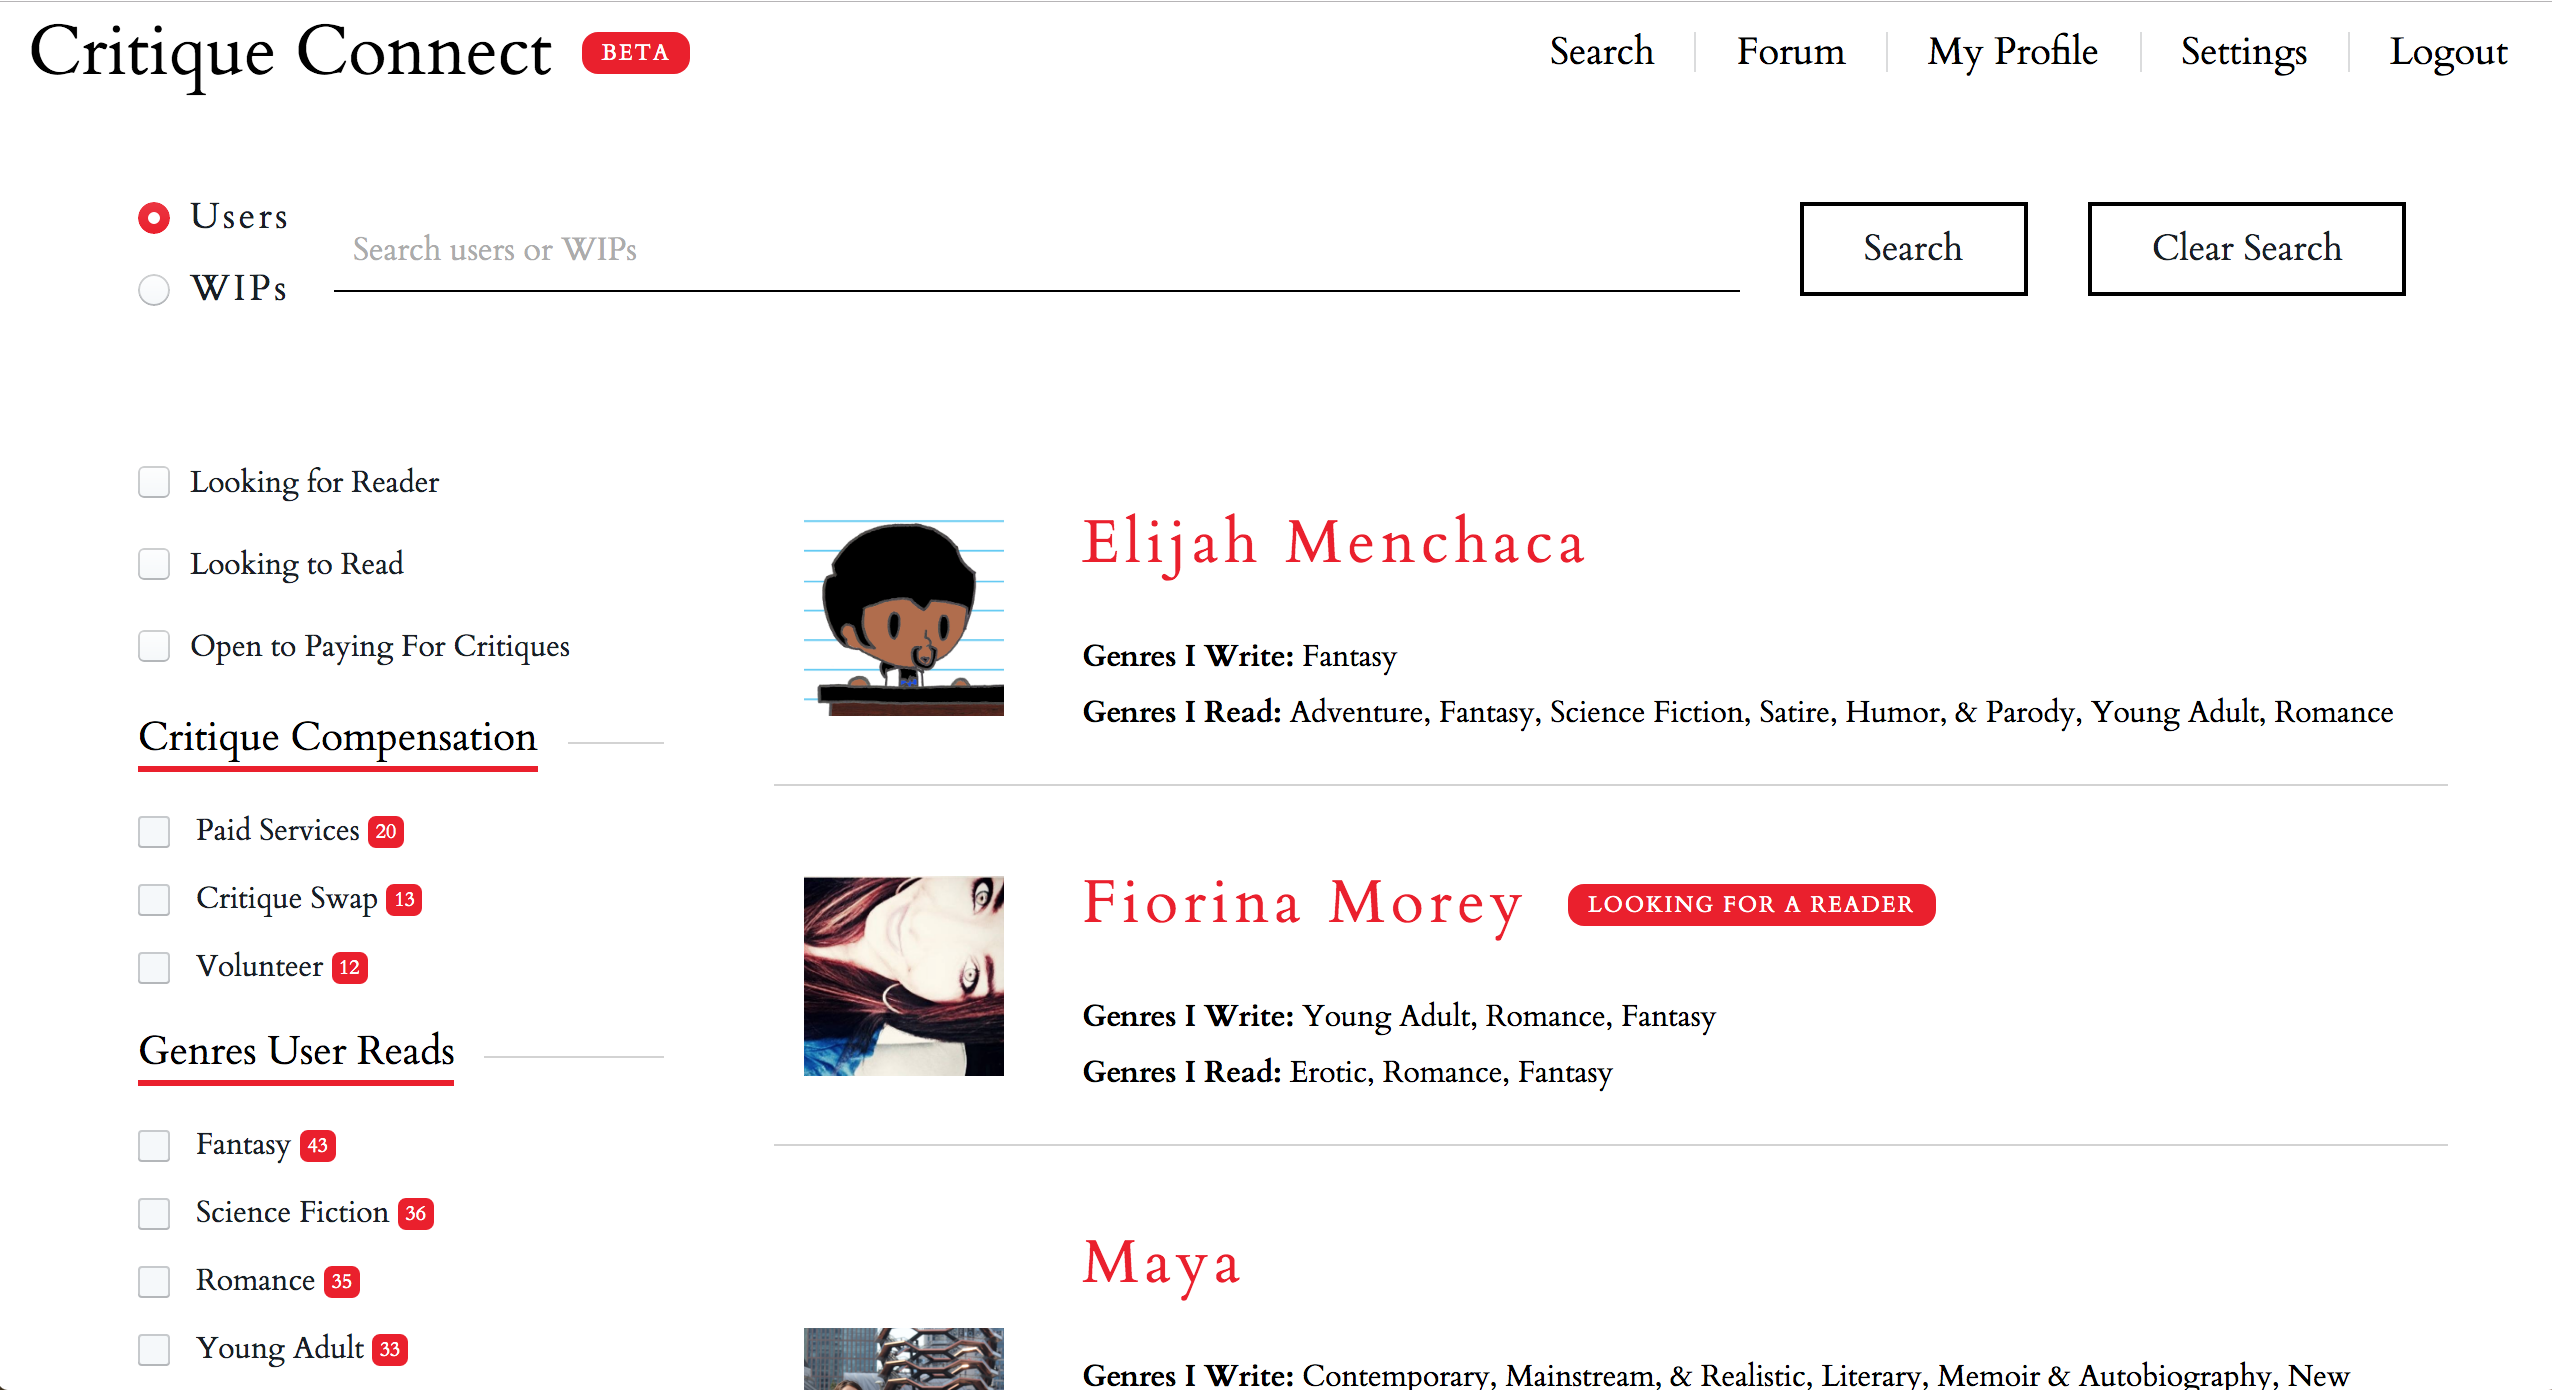 Critique Connect BETA
Search Forum My Profile Settings Logout
Users
WIPs
Search users or WIPs
Search
Clear Search
Looking for Reader
Looking to Read
Open to Paying For Critiques
Critique Compensation
Paid Services 20
Critique Swap 13
Volunteer 12
Genres User Reads
Fantasy 43
Science Fiction 36
Romance 35
Young Adult 33
Elijah Menchaca
Genres I Write: Fantasy
Genres I Read: Adventure, Fantasy, Science Fiction, Satire, Humor, & Parody, Young Adult, Romance
Fiorina Morey LOOKING FOR A READER
Genres I Write: Young Adult, Romance, Fantasy
Genres I Read: Erotic, Romance, Fantasy
Maya
Genres I Write: Contemporary, Mainstream, & Realistic, Literary, Memoir & Autobiography, New